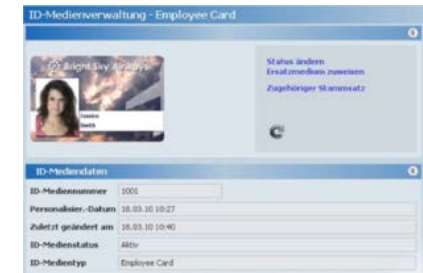 ID-Medienverwaltung - Employee Card
Bright Sky Airways
Status ändern
Ersatzmedium zuweisen
Zugehöriger Stammsatz
Jessica
Smith
ID-Mediendaten
ID-Mediennummer 1001
Personalisier.-Datum 18.03.10 10:27
Zuletzt geändert am 18.03.10 10:40
ID-Medienstatus Aktiv
ID-Medientyp Employee Card